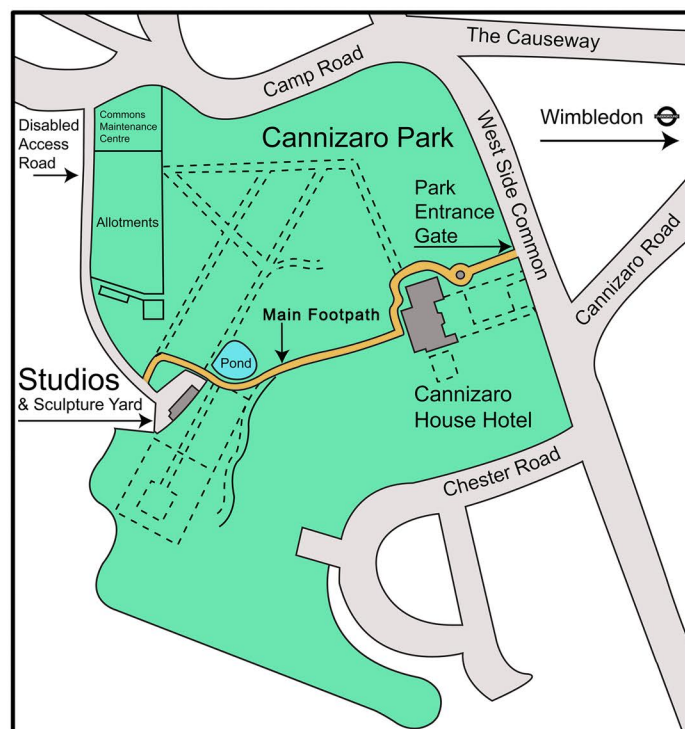 The Causeway
Camp Road
Commons
Maintenance
Centre
Disabled
Access
Road
Cannizaro Park
West Side Common
Wimbledon
Park
Entrance
Gate
Allotments
Cannizaro Road
Main Footpath
Pond
Studios
& Sculpture Yard
Cannizaro
House Hotel
Chester Road